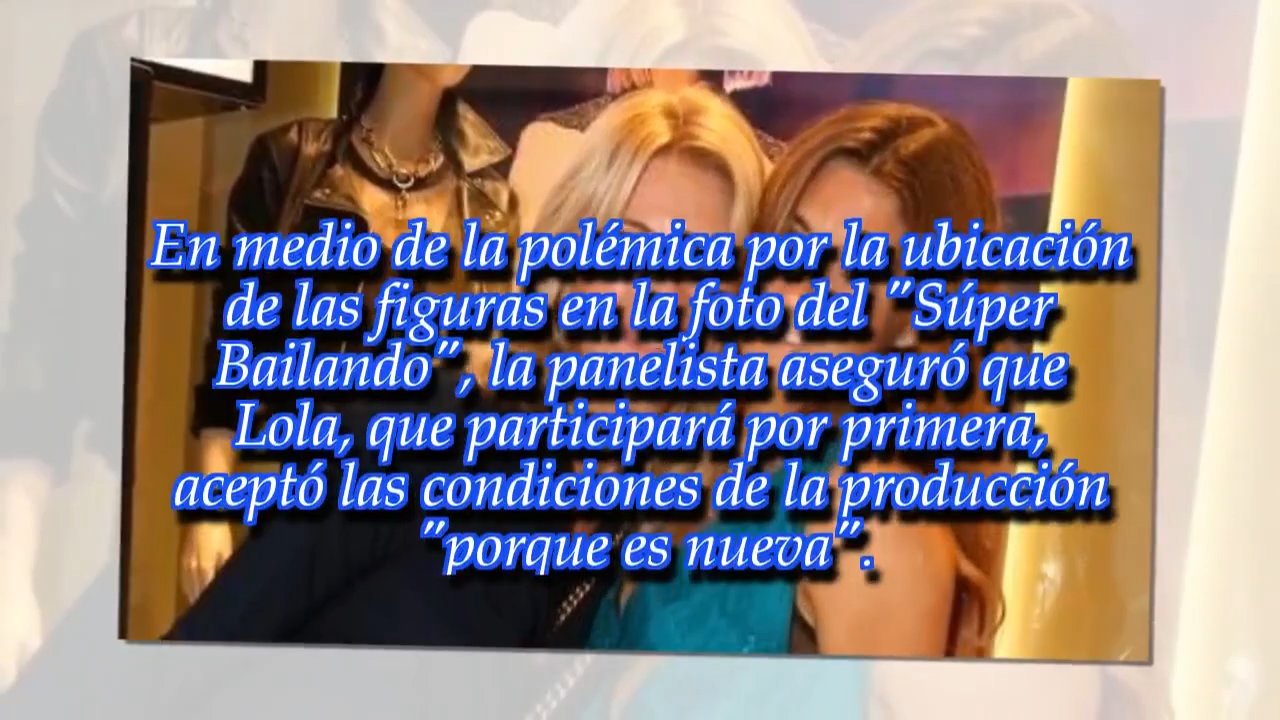 En medio de la polémica por la ubicación
de las figuras en la foto del "Súper
Bailando", la panelista aseguró que
Lola, que participará por primera,
aceptó las condiciones de la producción
"porque es nueva".